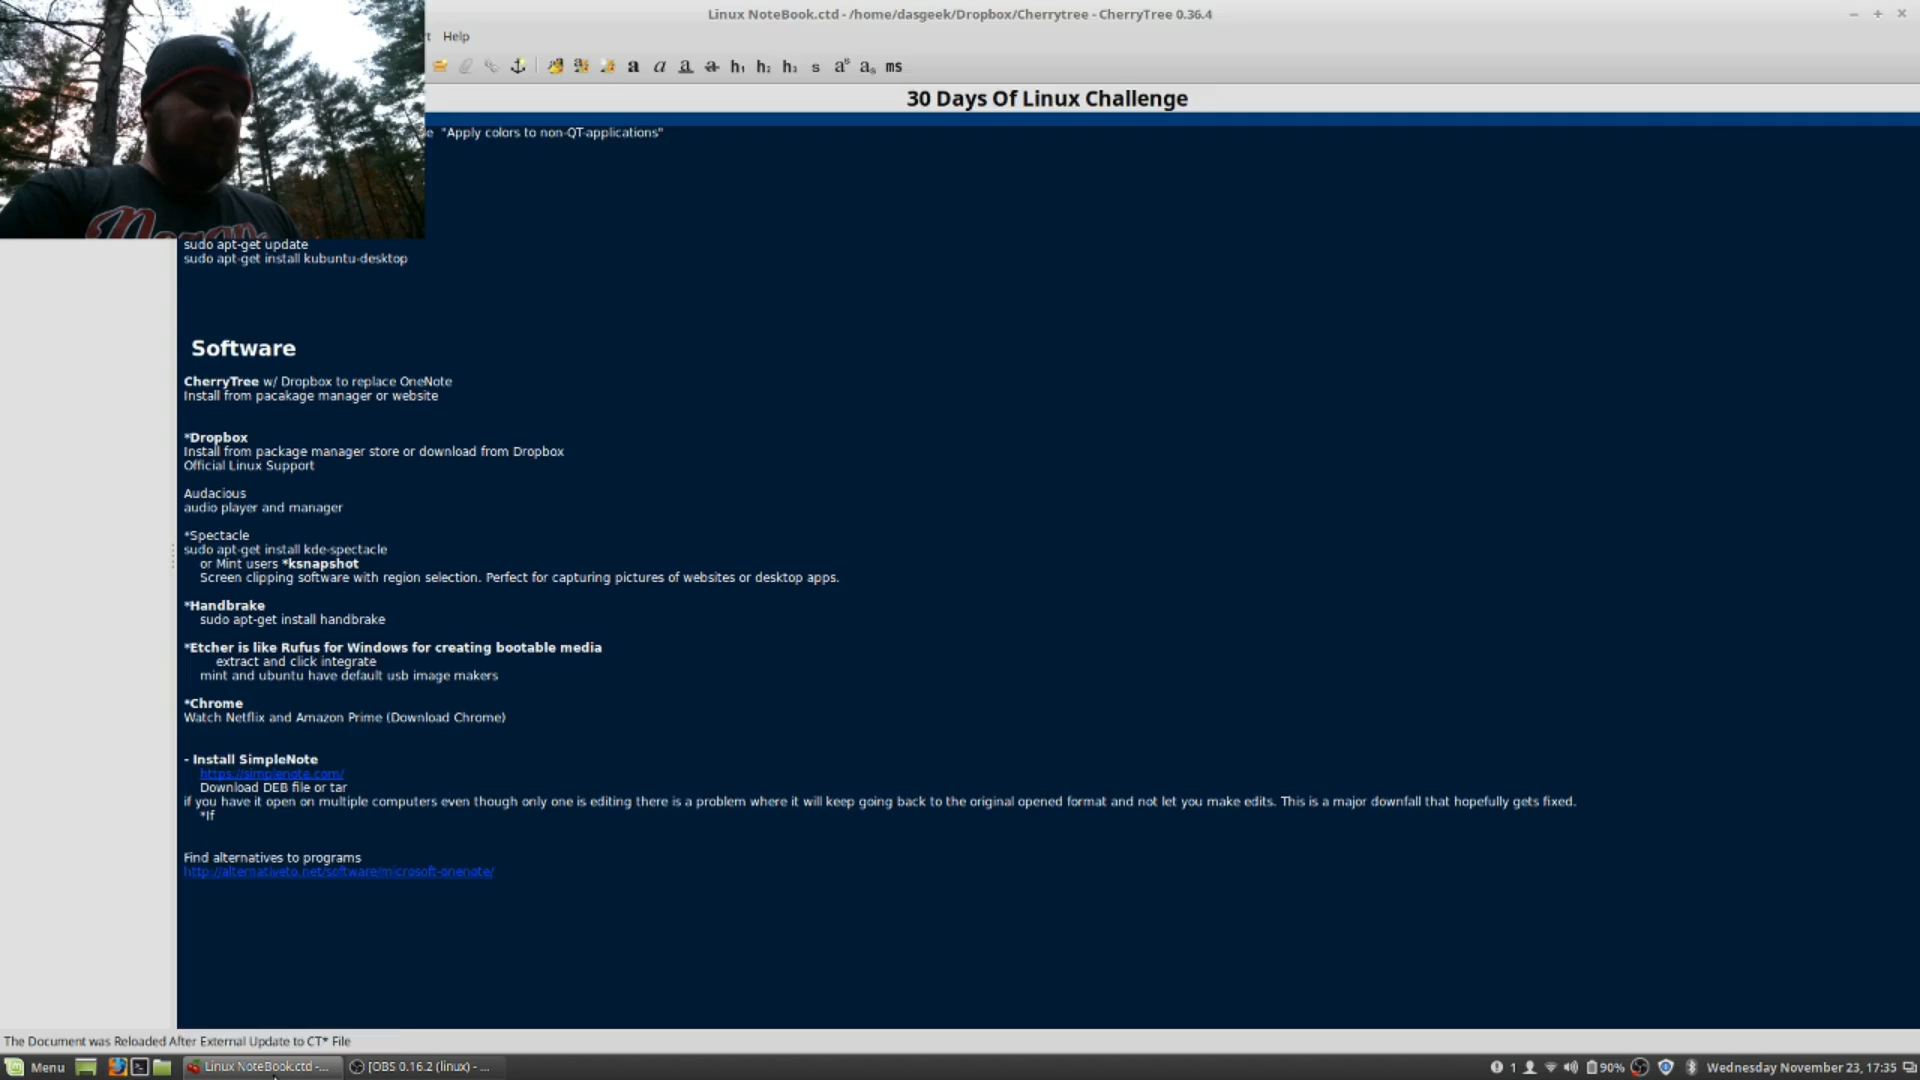 Linux NoteBook.ctd - /home/dasgeek/Dropbox/Cherrytree - CherryTree 0.36.4
Help
a a a a h1 h2 h3 s aˢ aₛ ms
30 Days Of Linux Challenge
"Apply colors to non-QT-applications"
sudo apt-get update
sudo apt-get install kubuntu-desktop
Software
CherryTree w/ Dropbox to replace OneNote
Install from pacakage manager or website
*Dropbox
Install from package manager store or download from Dropbox
Official Linux Support
Audacious
audio player and manager
*Spectacle
sudo apt-get install kde-spectacle
or Mint users *ksnapshot
Screen clipping software with region selection. Perfect for capturing pictures of websites or desktop apps.
*Handbrake
sudo apt-get install handbrake
*Etcher is like Rufus for Windows for creating bootable media
extract and click integrate
mint and ubuntu have default usb image makers
*Chrome
Watch Netflix and Amazon Prime (Download Chrome)
- Install SimpleNote
https://simplenote.com/
Download DEB file or tar
if you have it open on multiple computers even though only one is editing there is a problem where it will keep going back to the original opened format and not let you make edits. This is a major downfall that hopefully gets fixed.
*If
Find alternatives to programs
http://alternativeto.net/software/microsoft-onenote/
The Document was Reloaded After External Update to CT* File
Menu
Linux NoteBook.ctd -...
[OBS 0.16.2 (linux) - ...
1
90%
Wednesday November 23, 17:35